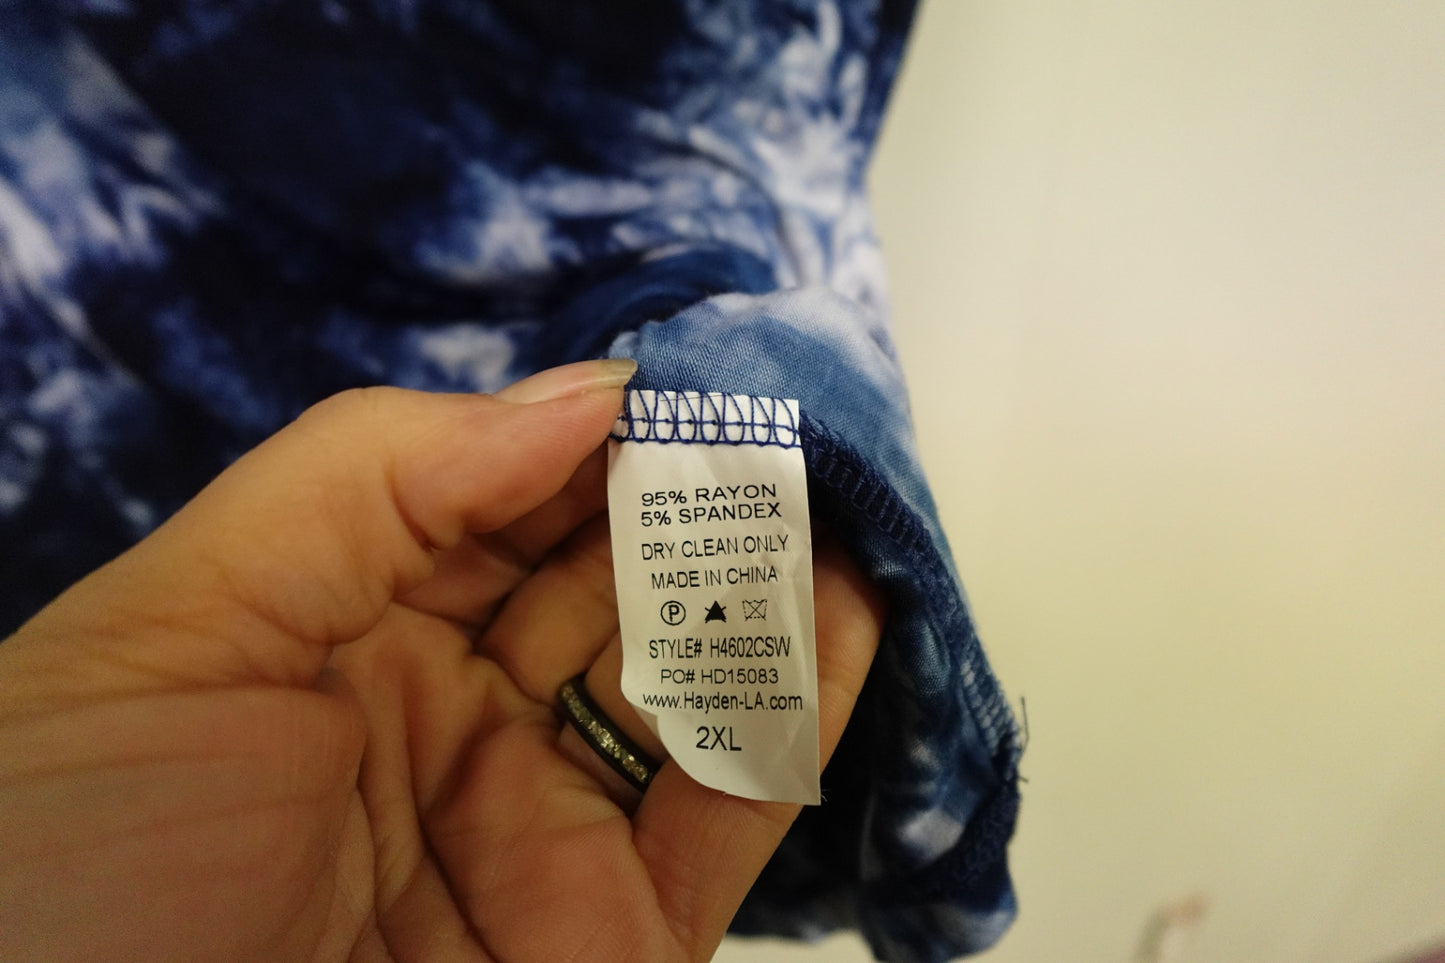 95% RAYON
5% SPANDEX
DRY CLEAN ONLY
MADE IN CHINA
P
STYLE# H4602CSW
PO# HD15083
www.Hayden-LA.com
2XL